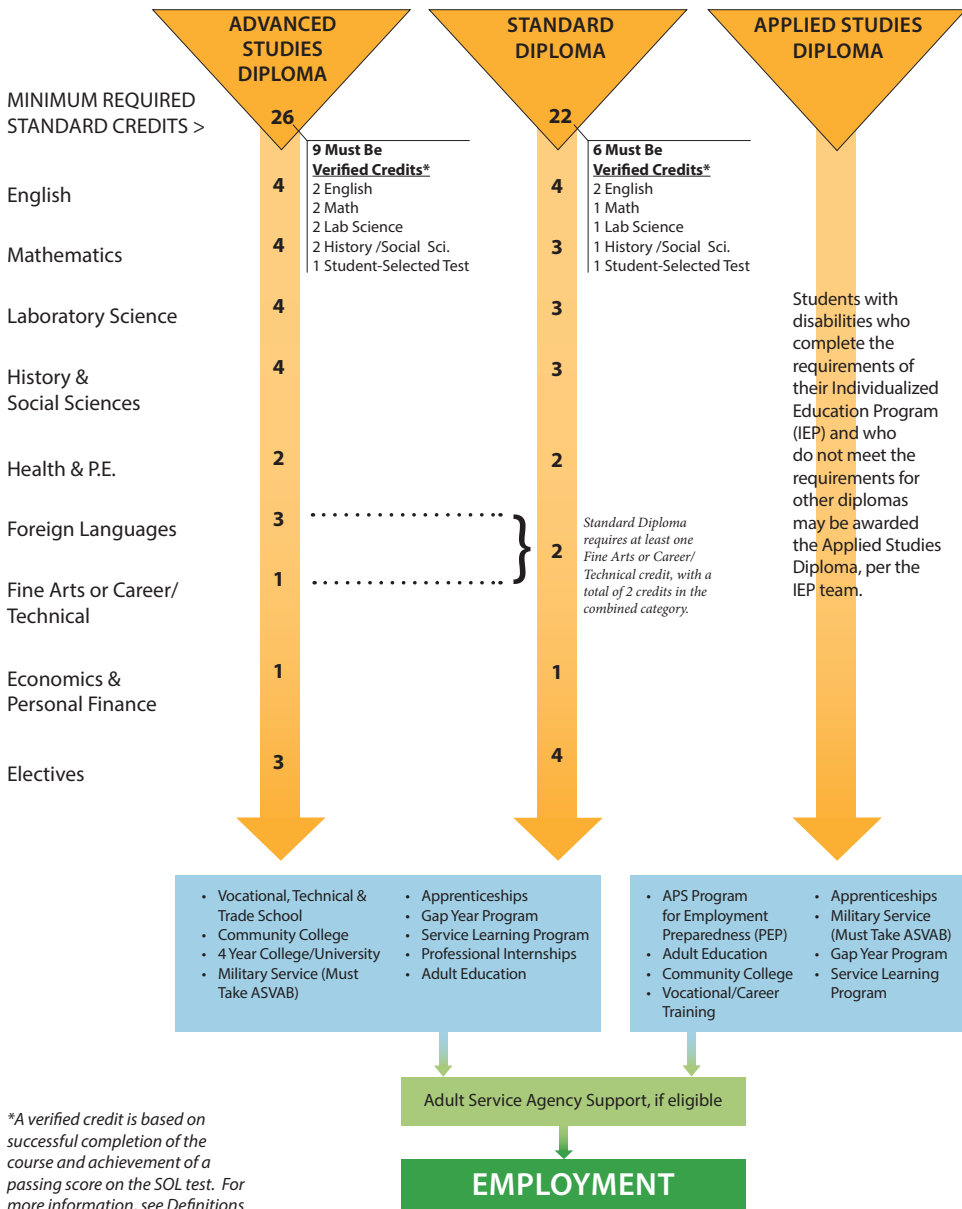 ADVANCED
STUDIES
DIPLOMA
STANDARD
DIPLOMA
APPLIED STUDIES
DIPLOMA
MINIMUM REQUIRED
STANDARD CREDITS >
26
22
9 Must Be
Verified Credits*
2 English
2 Math
2 Lab Science
2 History /Social Sci.
1 Student-Selected Test
6 Must Be
Verified Credits*
2 English
1 Math
1 Lab Science
1 History /Social Sci.
1 Student-Selected Test
English
4
4
Mathematics
4
3
Laboratory Science
4
3
History &
Social Sciences
4
3
Health & P.E.
2
2
Foreign Languages
3
Fine Arts or Career/
Technical
1
}
2
Standard Diploma
requires at least one
Fine Arts or Career/
Technical credit, with a
total of 2 credits in the
combined category.
Economics &
Personal Finance
1
1
Electives
3
4
Students with
disabilities who
complete the
requirements of
their Individualized
Education Program
(IEP) and who
do not meet the
requirements for
other diplomas
may be awarded
the Applied Studies
Diploma, per the
IEP team.
• Vocational, Technical &
Trade School
• Community College
• 4 Year College/University
• Military Service (Must
Take ASVAB)
• Apprenticeships
• Gap Year Program
• Service Learning Program
• Professional Internships
• Adult Education
• APS Program
for Employment
Preparedness (PEP)
• Adult Education
• Community College
• Vocational/Career
Training
• Apprenticeships
• Military Service
(Must Take ASVAB)
• Gap Year Program
• Service Learning
Program
Adult Service Agency Support, if eligible
EMPLOYMENT
*A verified credit is based on
successful completion of the
course and achievement of a
passing score on the SOL test. For
more information, see Definitions